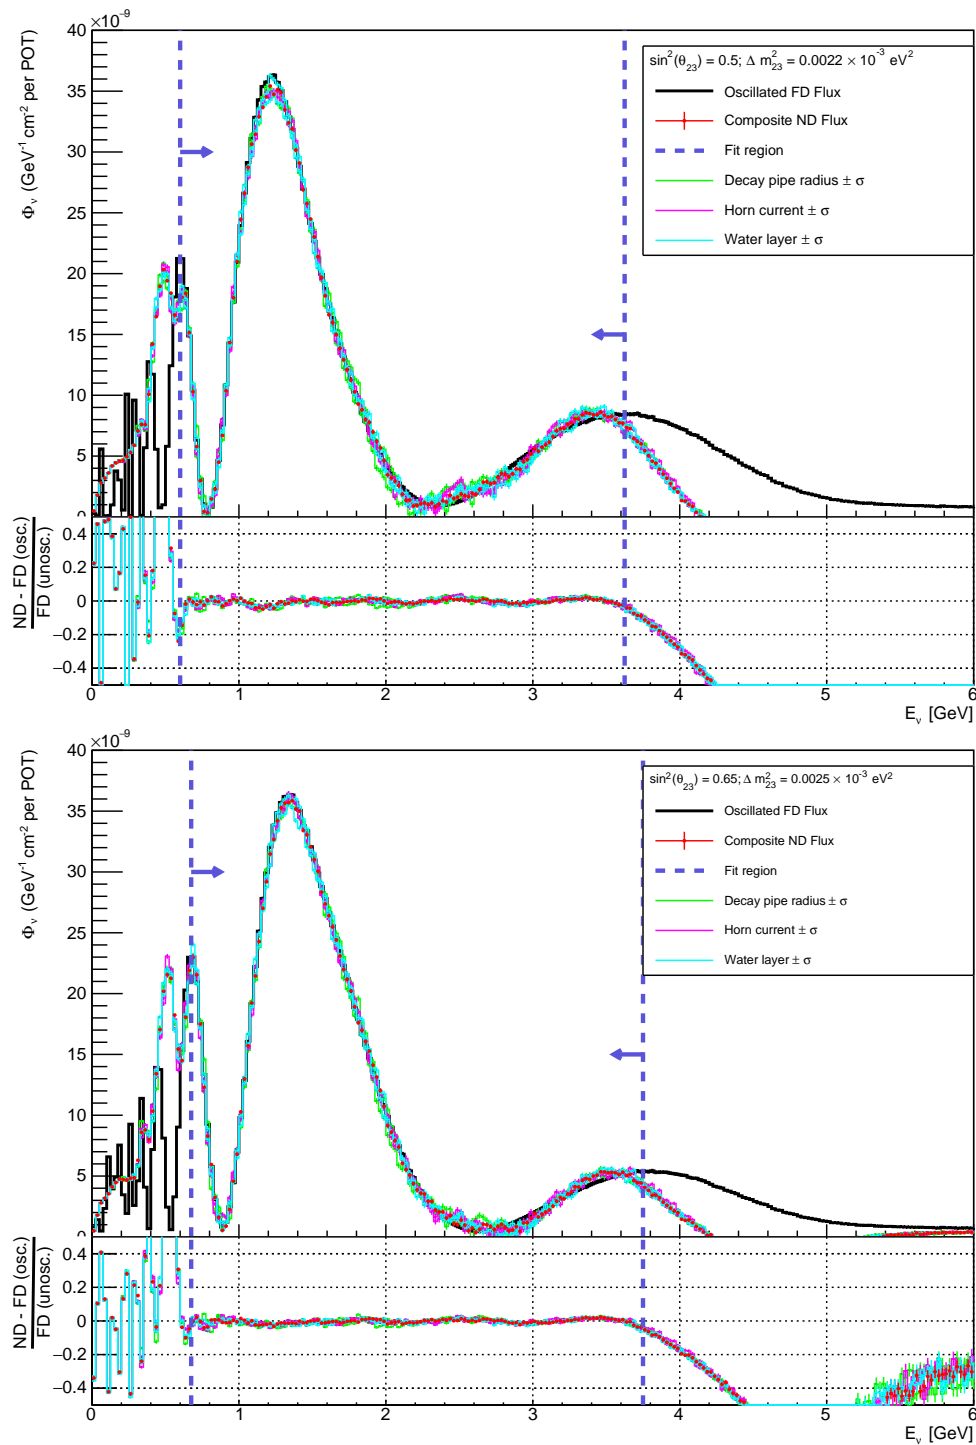 ×10⁻⁹
Φ_ν (GeV⁻¹ cm⁻² per POT)
40
35
30
25
20
15
10
5
0
sin²(θ₂₃) = 0.5; Δ m²₂₃ = 0.0022 × 10⁻³ eV²
Oscillated FD Flux
Composite ND Flux
Fit region
Decay pipe radius ± σ
Horn current ± σ
Water layer ± σ
ND - FD (osc.)
FD (unosc.)
0.4
0.2
0
−0.2
−0.4
0 1 2 3 4 5 6
E_ν [GeV]
×10⁻⁹
Φ_ν (GeV⁻¹ cm⁻² per POT)
40
35
30
25
20
15
10
5
0
sin²(θ₂₃) = 0.65; Δ m²₂₃ = 0.0025 × 10⁻³ eV²
Oscillated FD Flux
Composite ND Flux
Fit region
Decay pipe radius ± σ
Horn current ± σ
Water layer ± σ
ND - FD (osc.)
FD (unosc.)
0.4
0.2
0
−0.2
−0.4
0 1 2 3 4 5 6
E_ν [GeV]